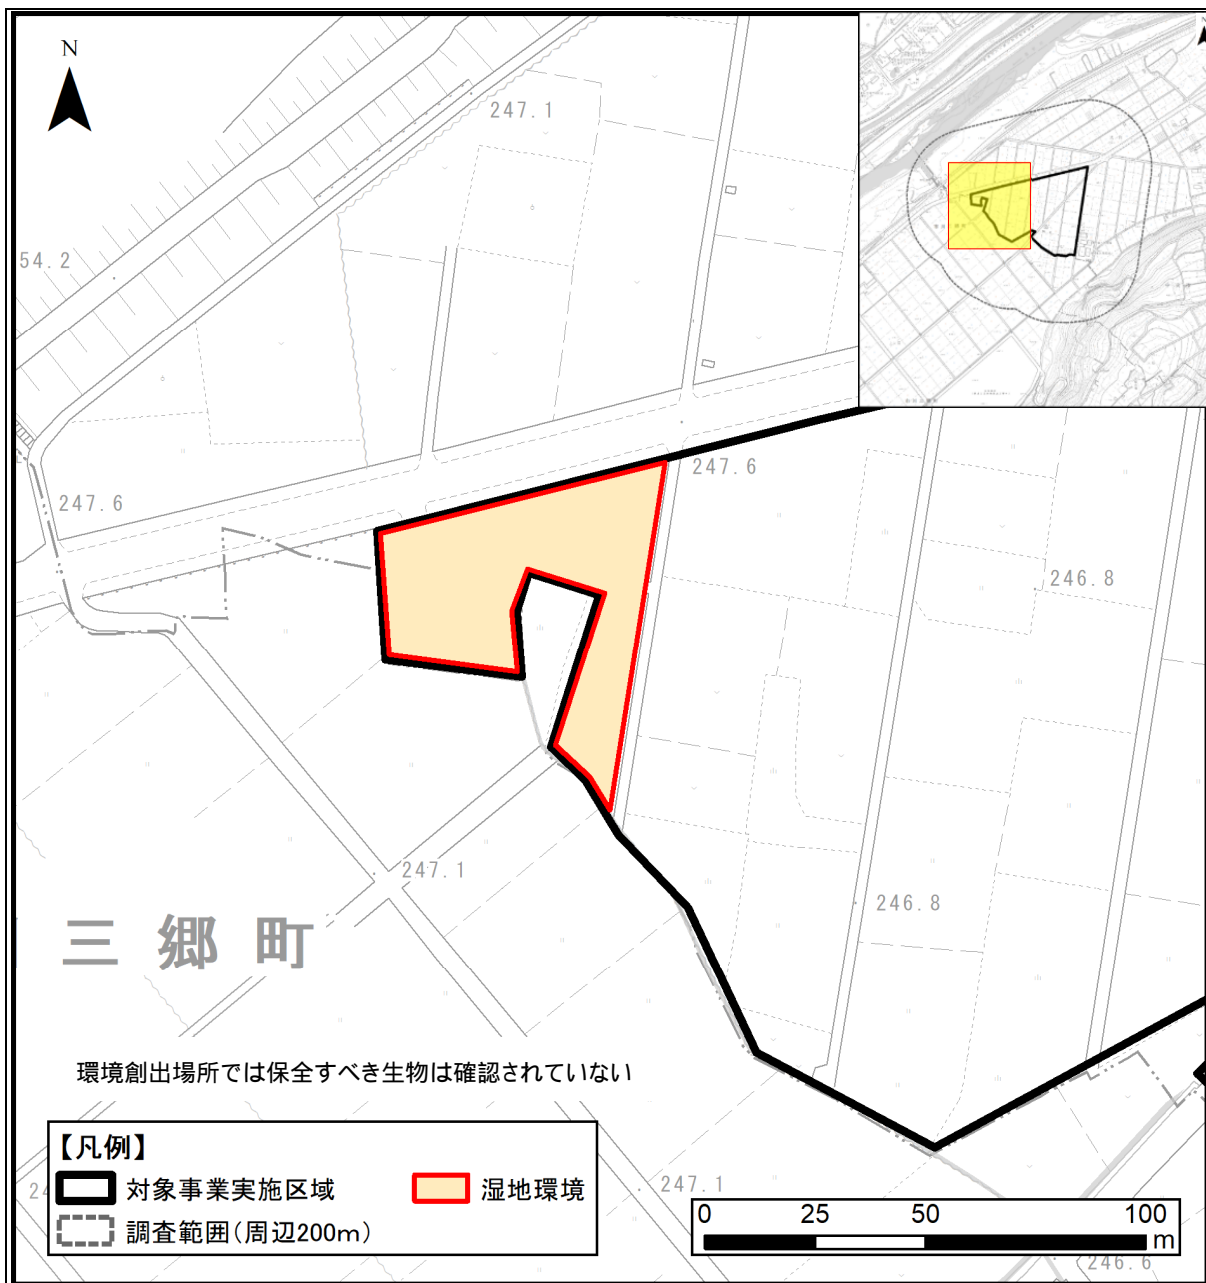 N
N
247.1
54.2
247.6
247.6
246.8
247.1
246.8
三郷町
環境創出場所では保全すべき生物は確認されていない
【凡例】
対象事業実施区域
湿地環境
調査範囲(周辺200m)
247.1
0 25 50 100
m
246.6